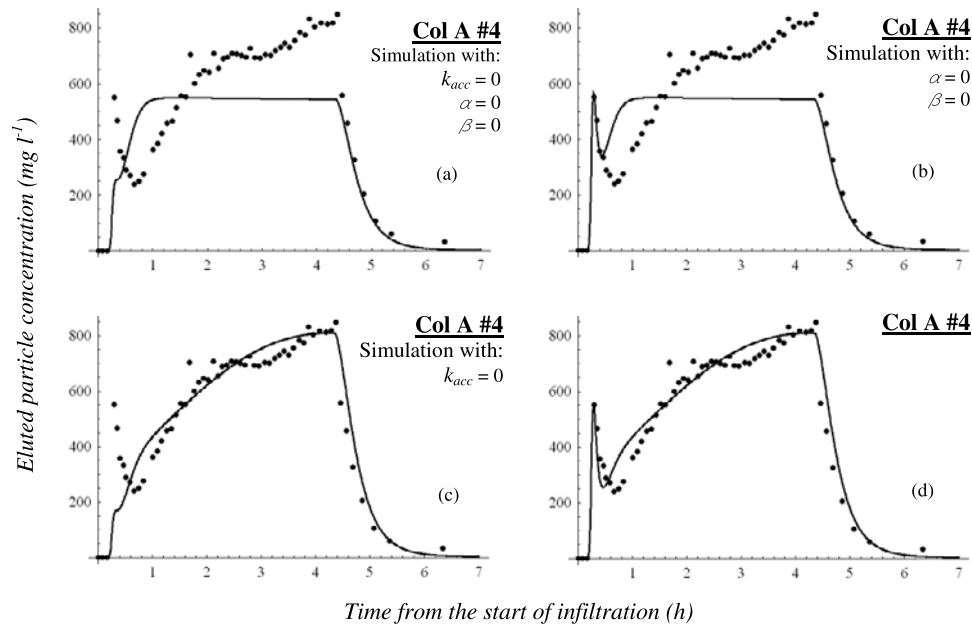 Eluted particle concentration (mg l⁻¹)
800
600
400
200
1 2 3 4 5 6 7
Col A #4
Simulation with:
k_acc = 0
α = 0
β = 0
(a)
800
600
400
200
1 2 3 4 5 6 7
Col A #4
Simulation with:
α = 0
β = 0
(b)
800
600
400
200
1 2 3 4 5 6 7
Col A #4
Simulation with:
k_acc = 0
(c)
800
600
400
200
1 2 3 4 5 6 7
Col A #4
(d)
Time from the start of infiltration (h)